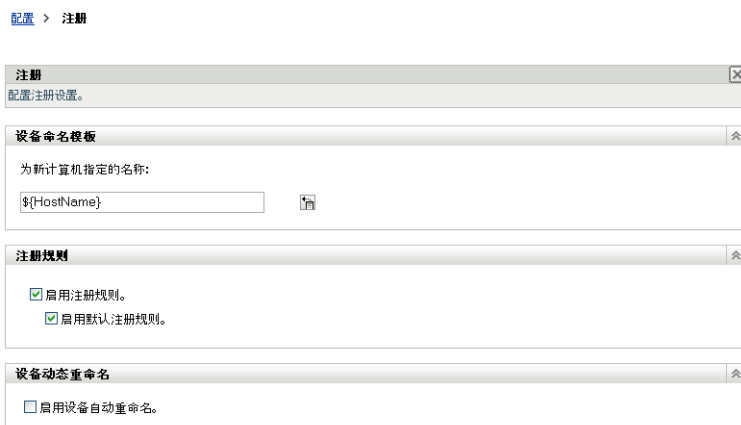 配置 > 注册
注册
配置注册设置。
设备命名模板
为新计算机指定的名称:
${HostName}
注册规则
启用注册规则。
启用默认注册规则。
设备动态重命名
启用设备自动重命名。